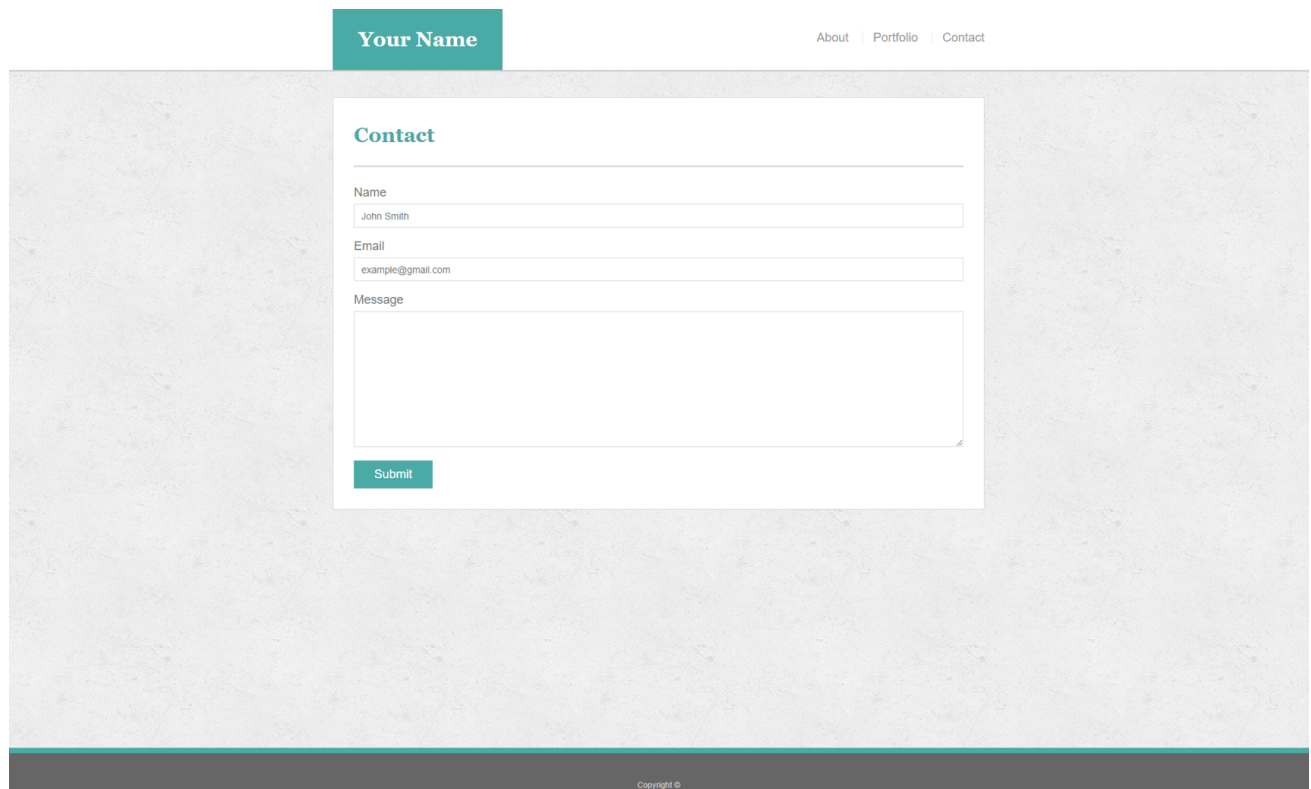 Your Name
About Portfolio Contact
Contact
Name
John Smith
Email
example@gmail.com
Message
Submit
Copyright ©